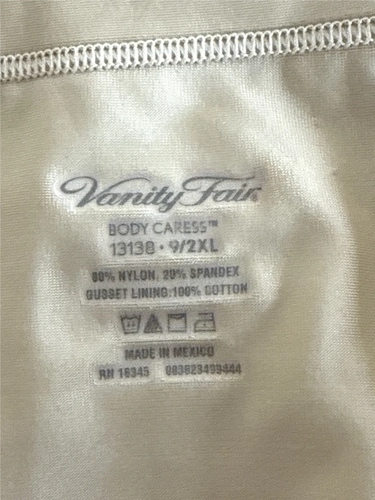 Vanity Fair
BODY CARESS™
13138 • 9/2XL
80% NYLON, 20% SPANDEX
GUSSET LINING:100% COTTON
MADE IN MEXICO
RN 16345 083623499444